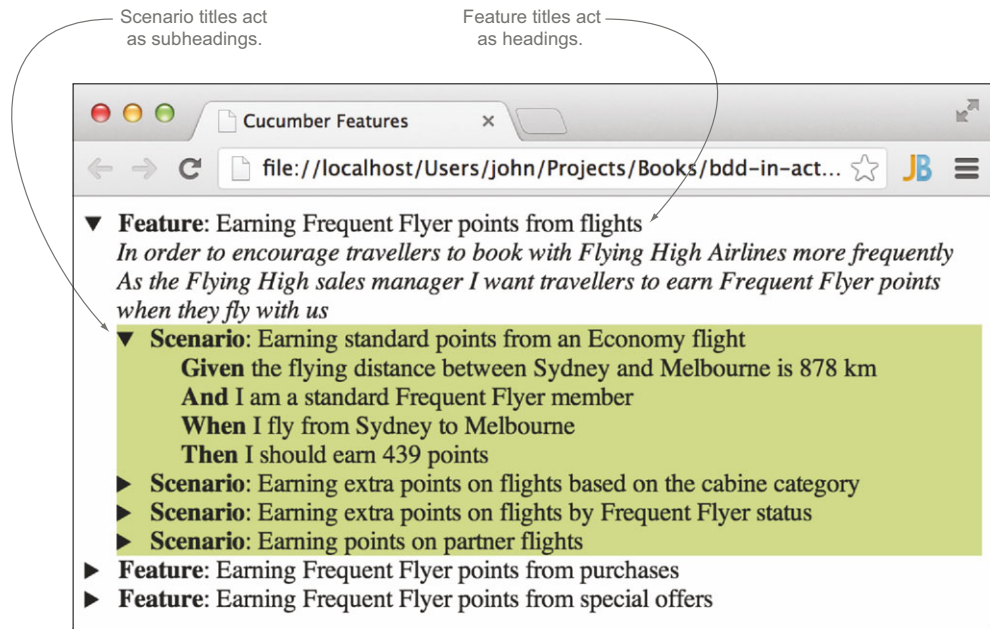 Scenario titles act
as subheadings.
Feature titles act
as headings.
Cucumber Features
file://localhost/Users/john/Projects/Books/bdd-in-act...
JB
Feature: Earning Frequent Flyer points from flights
In order to encourage travellers to book with Flying High Airlines more frequently
As the Flying High sales manager I want travellers to earn Frequent Flyer points
when they fly with us
Scenario: Earning standard points from an Economy flight
Given the flying distance between Sydney and Melbourne is 878 km
And I am a standard Frequent Flyer member
When I fly from Sydney to Melbourne
Then I should earn 439 points
Scenario: Earning extra points on flights based on the cabine category
Scenario: Earning extra points on flights by Frequent Flyer status
Scenario: Earning points on partner flights
Feature: Earning Frequent Flyer points from purchases
Feature: Earning Frequent Flyer points from special offers